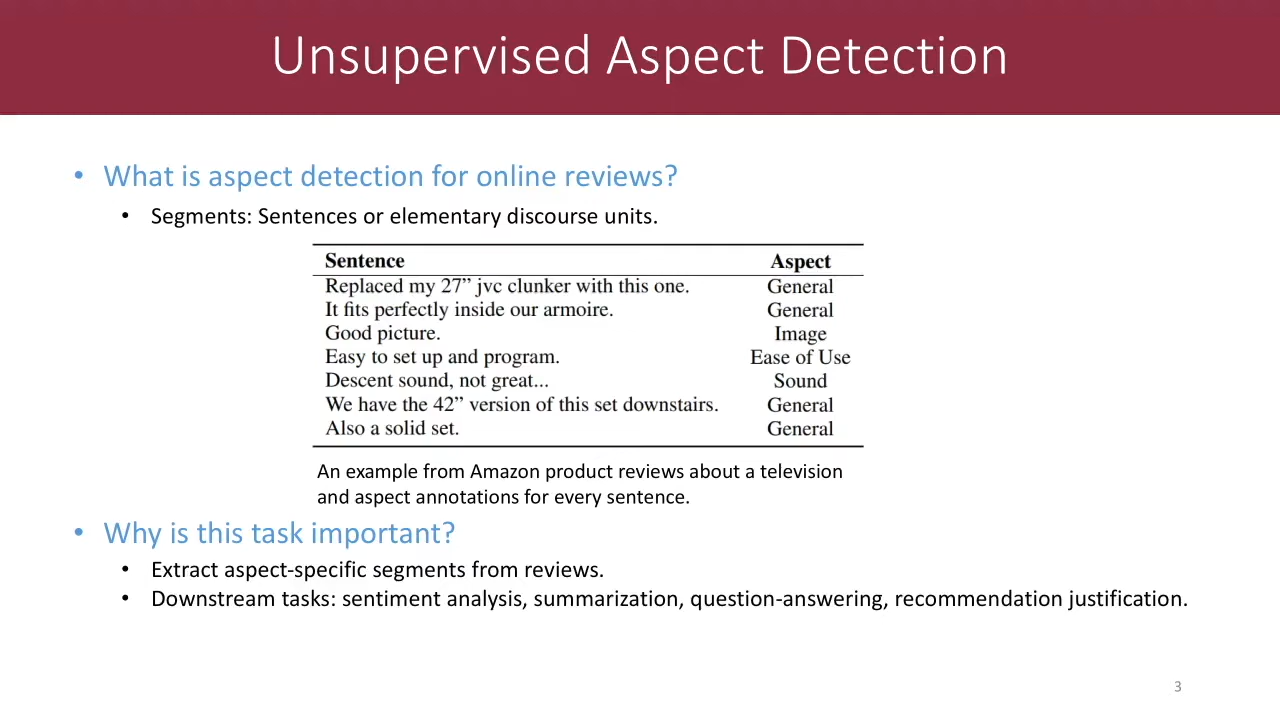 Unsupervised Aspect Detection
• What is aspect detection for online reviews?
• Segments: Sentences or elementary discourse units.
Sentence Aspect
Replaced my 27” jvc clunker with this one. General
It fits perfectly inside our armoire. General
Good picture. Image
Easy to set up and program. Ease of Use
Descent sound, not great... Sound
We have the 42” version of this set downstairs. General
Also a solid set. General
An example from Amazon product reviews about a television
and aspect annotations for every sentence.
• Why is this task important?
• Extract aspect-specific segments from reviews.
• Downstream tasks: sentiment analysis, summarization, question-answering, recommendation justification.
3